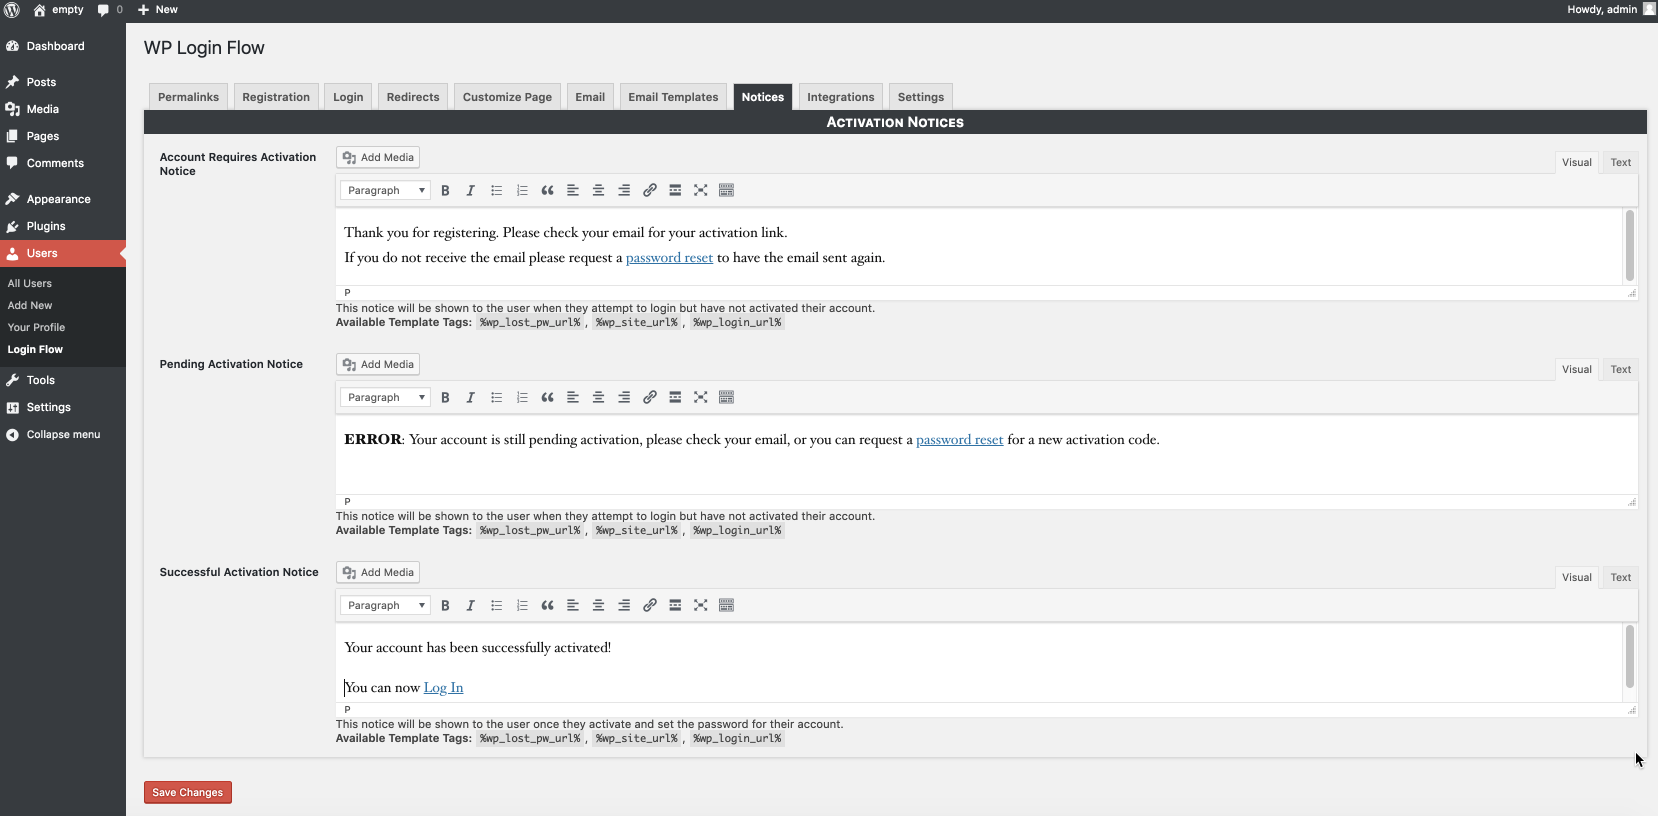 empty 0 New Howdy, admin
Dashboard
Posts
Media
Pages
Comments
Appearance
Plugins
Users
All Users
Add New
Your Profile
Login Flow
Tools
Settings
Collapse menu
WP Login Flow
Permalinks Registration Login Redirects Customize Page Email Email Templates Notices Integrations Settings
Activation Notices
Account Requires Activation
Notice
Add Media
Visual Text
Paragraph B I
Thank you for registering. Please check your email for your activation link.
If you do not receive the email please request a password reset to have the email sent again.
P
This notice will be shown to the user when they attempt to login but have not activated their account.
Available Template Tags: %wp_lost_pw_url% , %wp_site_url% , %wp_login_url%
Pending Activation Notice
Add Media
Visual Text
Paragraph B I
ERROR: Your account is still pending activation, please check your email, or you can request a password reset for a new activation code.
P
This notice will be shown to the user when they attempt to login but have not activated their account.
Available Template Tags: %wp_lost_pw_url% , %wp_site_url% , %wp_login_url%
Successful Activation Notice
Add Media
Visual Text
Paragraph B I
Your account has been successfully activated!
You can now Log In
P
This notice will be shown to the user once they activate and set the password for their account.
Available Template Tags: %wp_lost_pw_url% , %wp_site_url% , %wp_login_url%
Save Changes